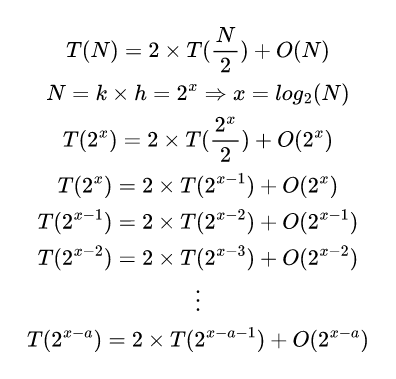 T(N) = 2 × T(N/2) + O(N)
N = k × h = 2^x ⇒ x = log_2(N)
T(2^x) = 2 × T(2^x/2) + O(2^x)
T(2^x) = 2 × T(2^{x−1}) + O(2^x)
T(2^{x−1}) = 2 × T(2^{x−2}) + O(2^{x−1})
T(2^{x−2}) = 2 × T(2^{x−3}) + O(2^{x−2})
⋮
T(2^{x−a}) = 2 × T(2^{x−a−1}) + O(2^{x−a})